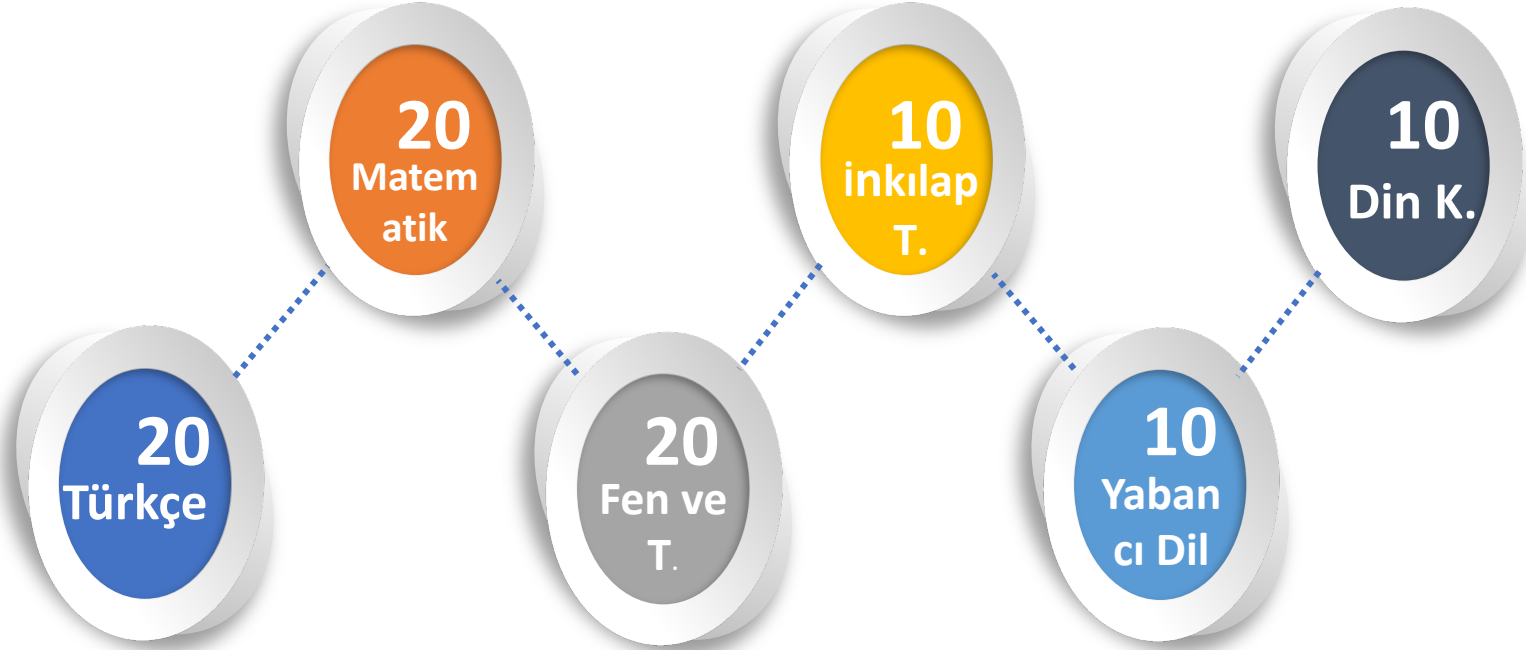 20
Türkçe
20
Matem
atik
20
Fen ve
T.
10
inkılap
T.
10
Yaban
cı Dil
10
Din K.